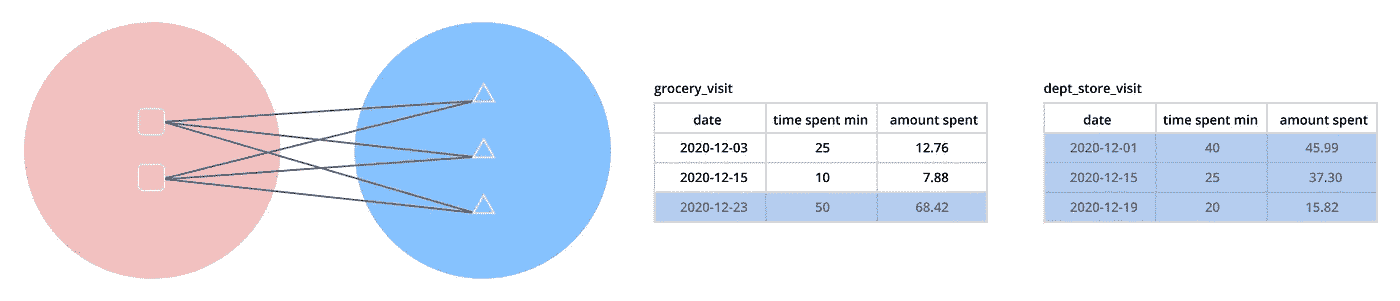 grocery_visit
date time spent min amount spent
2020-12-03 25 12.76
2020-12-15 10 7.88
2020-12-23 50 68.42
dept_store_visit
date time spent min amount spent
2020-12-01 40 45.99
2020-12-15 25 37.30
2020-12-19 20 15.82